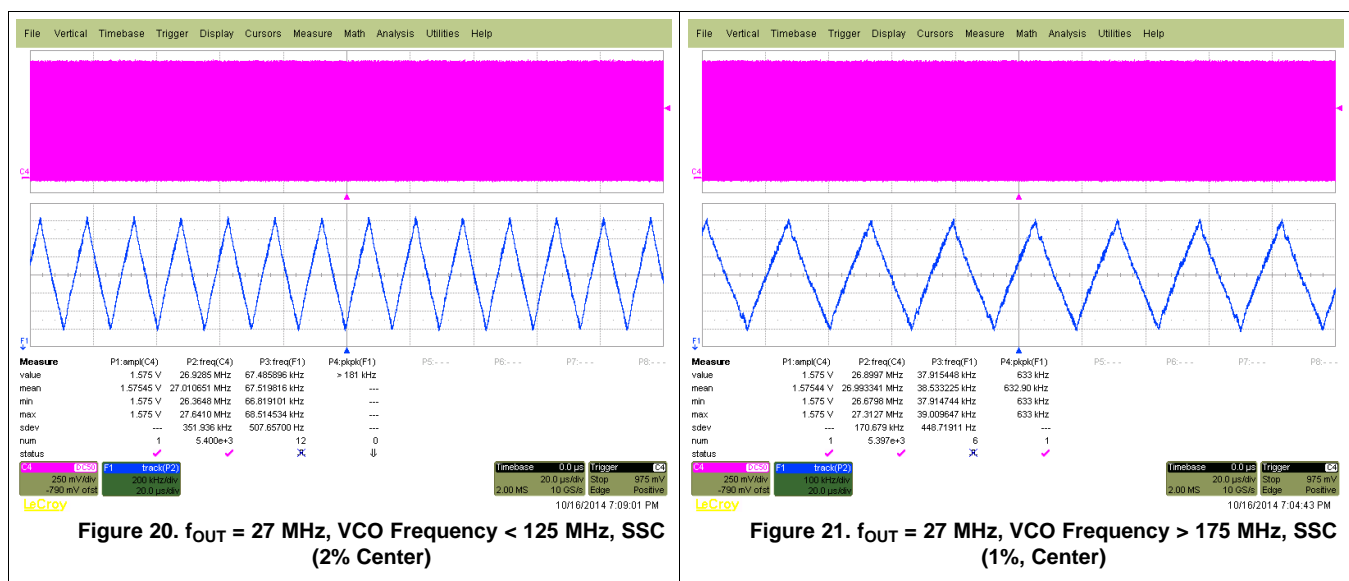 File Vertical Timebase Trigger Display Cursors Measure Math Analysis Utilities Help
C4
F1
Measure P1:ampl(C4) P2:freq(C4) P3:freq(F1) P4:pkpk(F1) P5:- - - P6:- - - P7:- - - P8:- - -
value 1.575 V 26.9285 MHz 67.485896 kHz > 181 kHz
mean 1.57545 V 27.010651 MHz 67.519816 kHz ---
min 1.575 V 26.3648 MHz 66.819101 kHz ---
max 1.575 V 27.6410 MHz 68.514534 kHz ---
sdev --- 351.936 kHz 507.65700 Hz ---
num 1 5.400e+3 12 0
status
C4 DC50
250 mV/div
-790 mV ofst
F1 track(P2)
200 kHz/div
20.0 µs/div
Timebase 0.0 µs
20.0 µs/div
2.00 MS 10 GS/s
Trigger C4
Stop 975 mV
Edge Positive
LeCroy
10/16/2014 7:09:01 PM
Figure 20. fOUT = 27 MHz, VCO Frequency < 125 MHz, SSC
(2% Center)
File Vertical Timebase Trigger Display Cursors Measure Math Analysis Utilities Help
C4
F1
Measure P1:ampl(C4) P2:freq(C4) P3:freq(F1) P4:pkpk(F1) P5:- - - P6:- - - P7:- - - P8:- - -
value 1.575 V 26.8997 MHz 37.915448 kHz 633 kHz
mean 1.57544 V 26.993341 MHz 38.533225 kHz 632.90 kHz
min 1.575 V 26.6798 MHz 37.914744 kHz 633 kHz
max 1.575 V 27.3127 MHz 39.009647 kHz 633 kHz
sdev --- 170.679 kHz 448.71911 Hz ---
num 1 5.397e+3 6 1
status
C4 DC50
250 mV/div
-790 mV ofst
F1 track(P2)
100 kHz/div
20.0 µs/div
Timebase 0.0 µs
20.0 µs/div
2.00 MS 10 GS/s
Trigger C4
Stop 975 mV
Edge Positive
LeCroy
10/16/2014 7:04:43 PM
Figure 21. fOUT = 27 MHz, VCO Frequency > 175 MHz, SSC
(1%, Center)